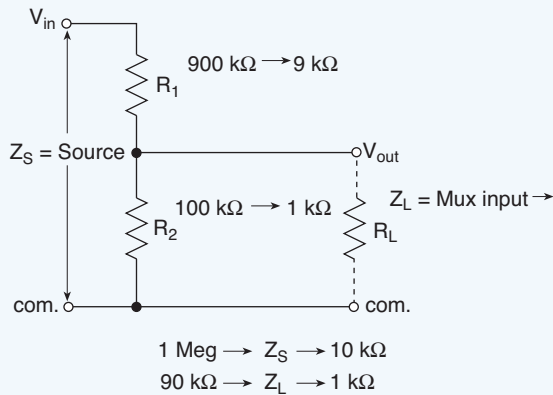 V_in
900 kΩ → 9 kΩ
R_1
Z_S = Source
V_out
100 kΩ → 1 kΩ
Z_L = Mux input →
R_2
R_L
com.
com.
1 Meg → Z_S → 10 kΩ
90 kΩ → Z_L → 1 kΩ